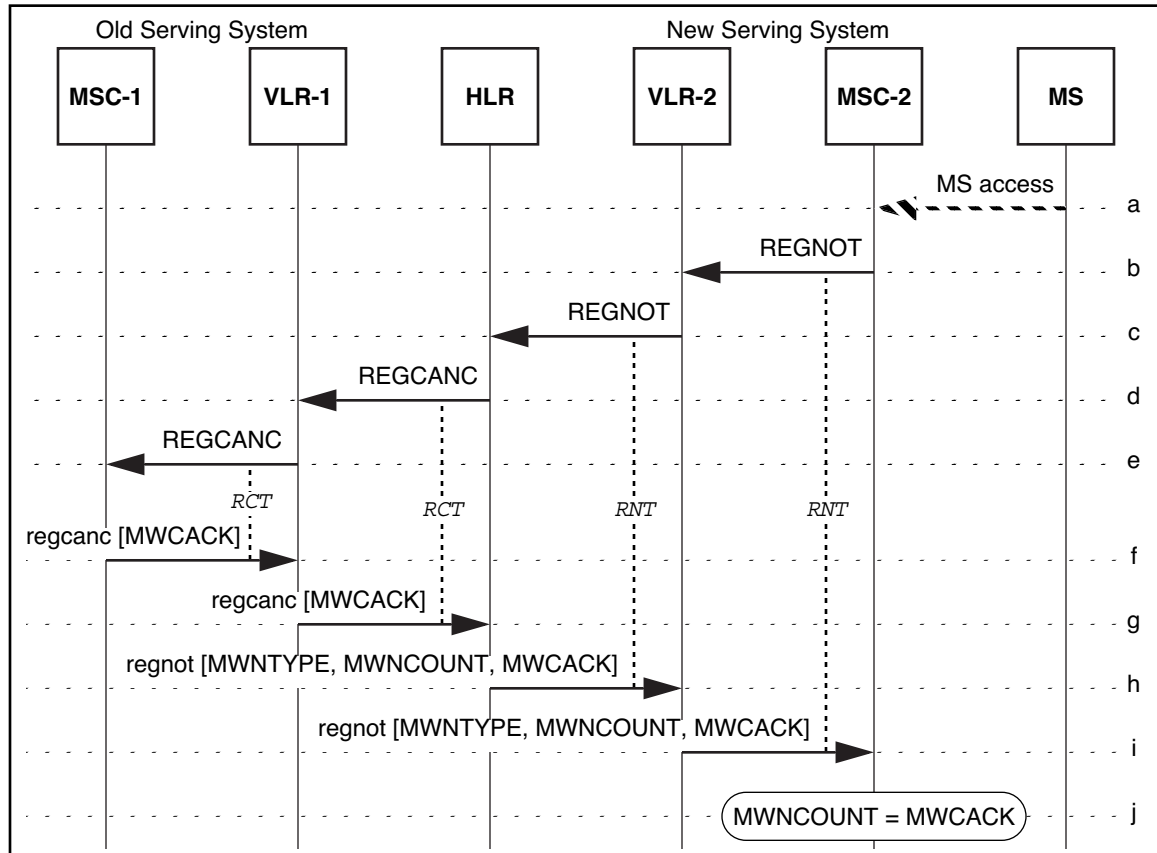 Old Serving System
New Serving System
MSC-1
VLR-1
HLR
VLR-2
MSC-2
MS
MS access
a
REGNOT
b
REGNOT
c
REGCANC
d
REGCANC
e
RCT
RCT
RNT
RNT
regcanc [MWCACK]
f
regcanc [MWCACK]
g
regnot [MWNTYPE, MWNCOUNT, MWCACK]
h
regnot [MWNTYPE, MWNCOUNT, MWCACK]
i
MWNCOUNT = MWCACK
j